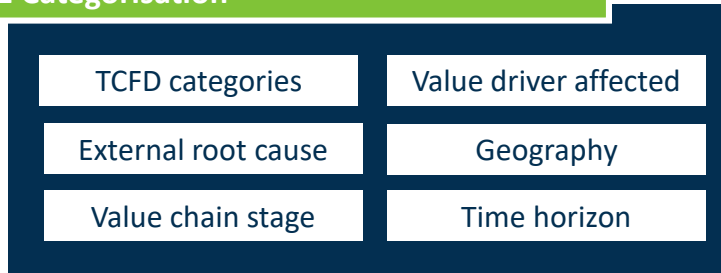 Categorisation
TCFD categories
Value driver affected
External root cause
Geography
Value chain stage
Time horizon